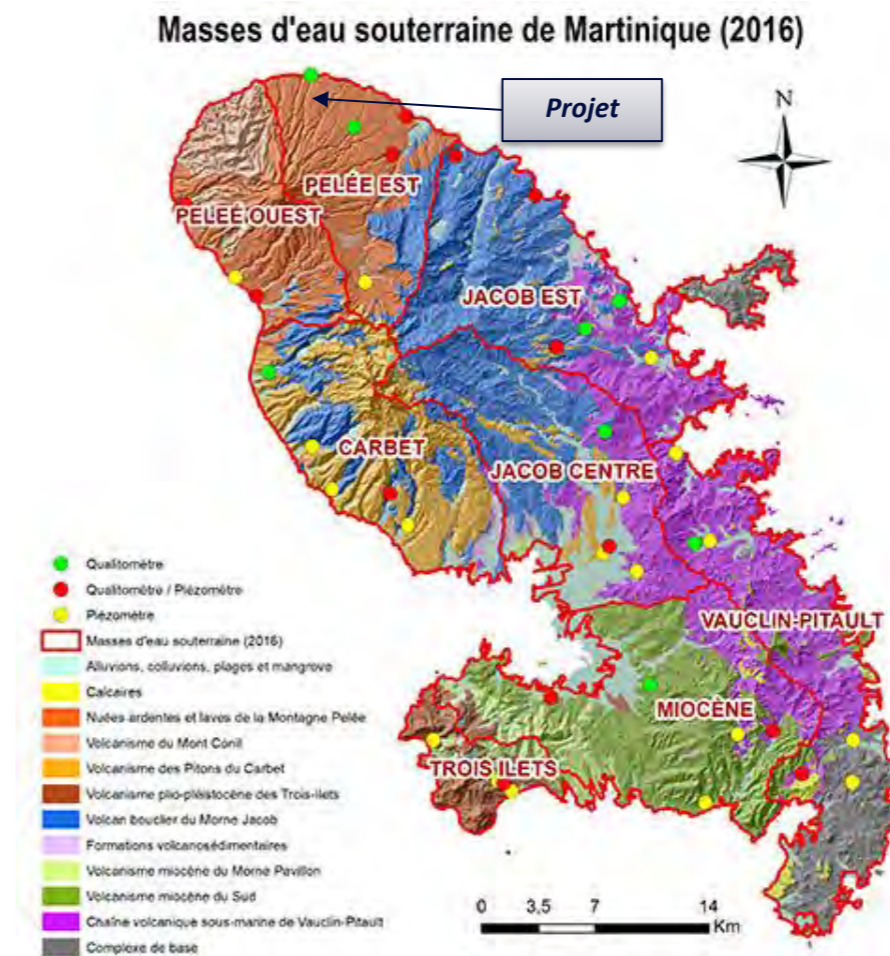 Masses d'eau souterraine de Martinique (2016)
Projet
N
PELÉE EST
PELEÉ OUEST
JACOB EST
CARBET
JACOB CENTRE
VAUCLIN-PITAULT
MIOCÈNE
TROIS ILETS
Qualitomètre
Qualitomètre / Piézomètre
Piézomètre
Masses d'eau souterraine (2016)
Alluvions, colluvions, plages et mangrove
Calcaires
Nuées ardentes et laves de la Montagne Pelée
Volcanisme du Mont Conil
Volcanisme des Pitons du Carbet
Volcanisme plio-pléistocène des Trois-Ilets
Volcan bouclier du Morne Jacob
Formations volcanosédimentaires
Volcanisme miocène du Morne Pavillon
Volcanisme miocène du Sud
Chaîne volcanique sous-marine de Vauclin-Pitault
Complexe de base
0 3,5 7 14
Km